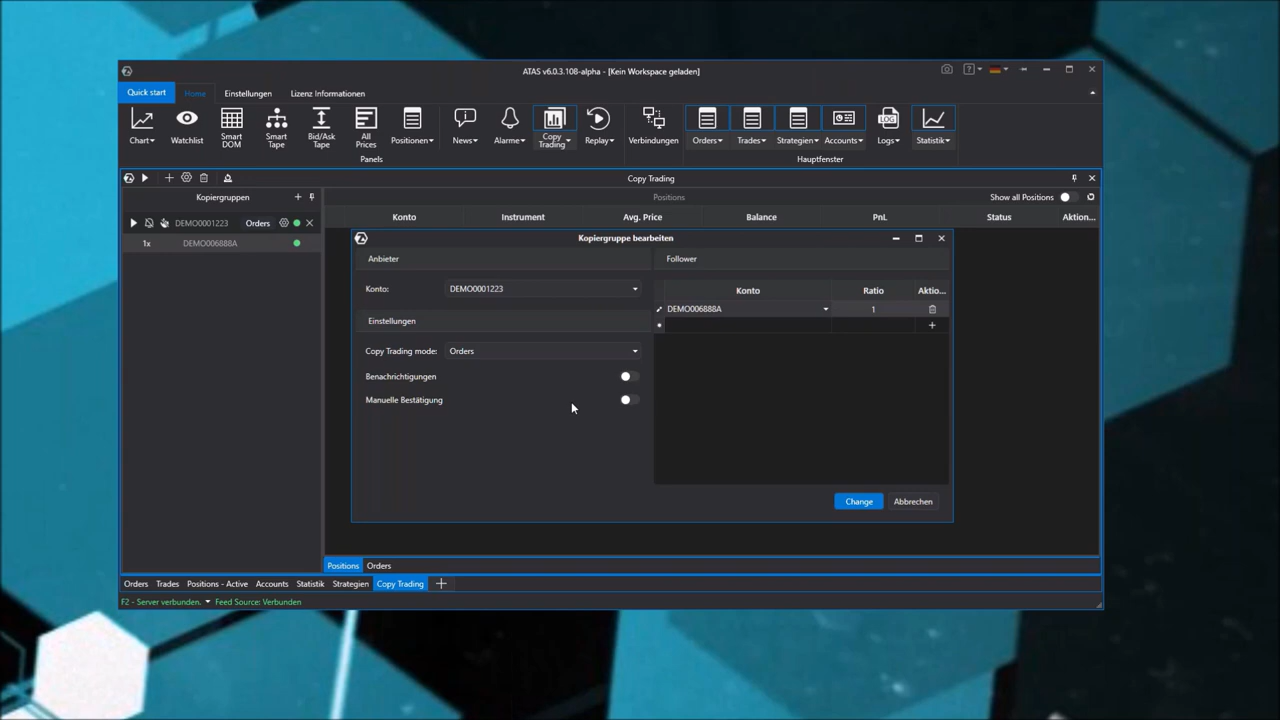 ATAS v6.0.3.108-alpha - [Kein Workspace geladen]
Quick start Home Einstellungen Lizenz Informationen
Chart Watchlist Smart DOM Smart Tape Bid/Ask Tape All Prices Positionen News Alarme Copy Trading Replay Verbindungen Orders Trades Strategien Accounts LOG Logs Statistik
Panels Hauptfenster
Copy Trading
Kopiergruppen Positions Show all Positions
Konto Instrument Avg. Price Balance PnL Status Aktion...
DEMO0001223 Orders
1x DEMO006888A
Kopiergruppe bearbeiten
Anbieter Follower
Konto: DEMO0001223
Konto Ratio Aktio...
DEMO006888A 1
Einstellungen
Copy Trading mode: Orders
Benachrichtigungen
Manuelle Bestätigung
Change Abbrechen
Positions Orders
Orders Trades Positions - Active Accounts Statistik Strategien Copy Trading
F2 - Server verbunden. Feed Source: Verbunden